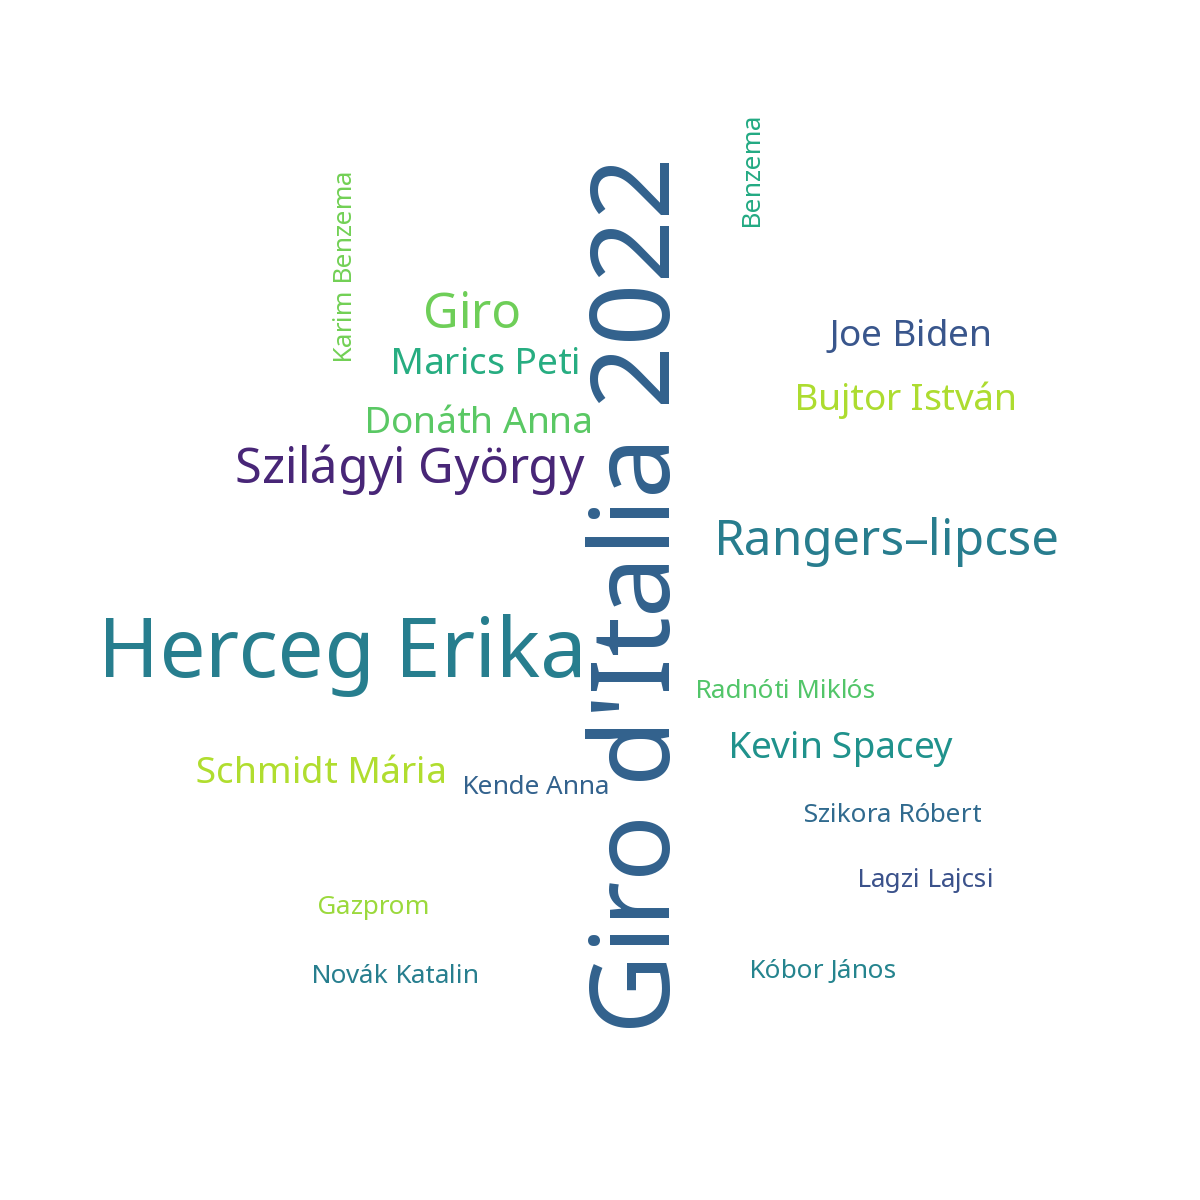 Benzema
Karim Benzema
Giro d'Italia 2022
Giro
Joe Biden
Marics Peti
Bujtor István
Donáth Anna
Szilágyi György
Rangers–lipcse
Herceg Erika
Radnóti Miklós
Kevin Spacey
Schmidt Mária
Kende Anna
Szikora Róbert
Lagzi Lajcsi
Gazprom
Kóbor János
Novák Katalin